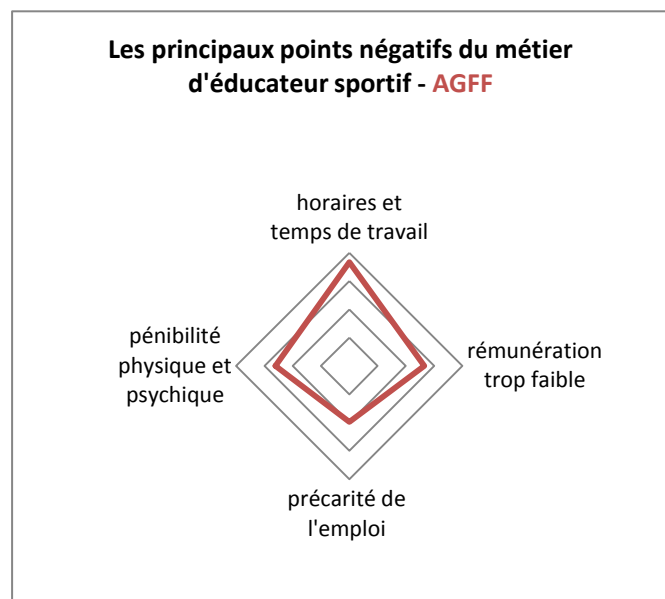 Les principaux points négatifs du métier
d'éducateur sportif - AGFF
horaires et
temps de travail
pénibilité
physique et
psychique
rémunération
trop faible
précarité de
l'emploi